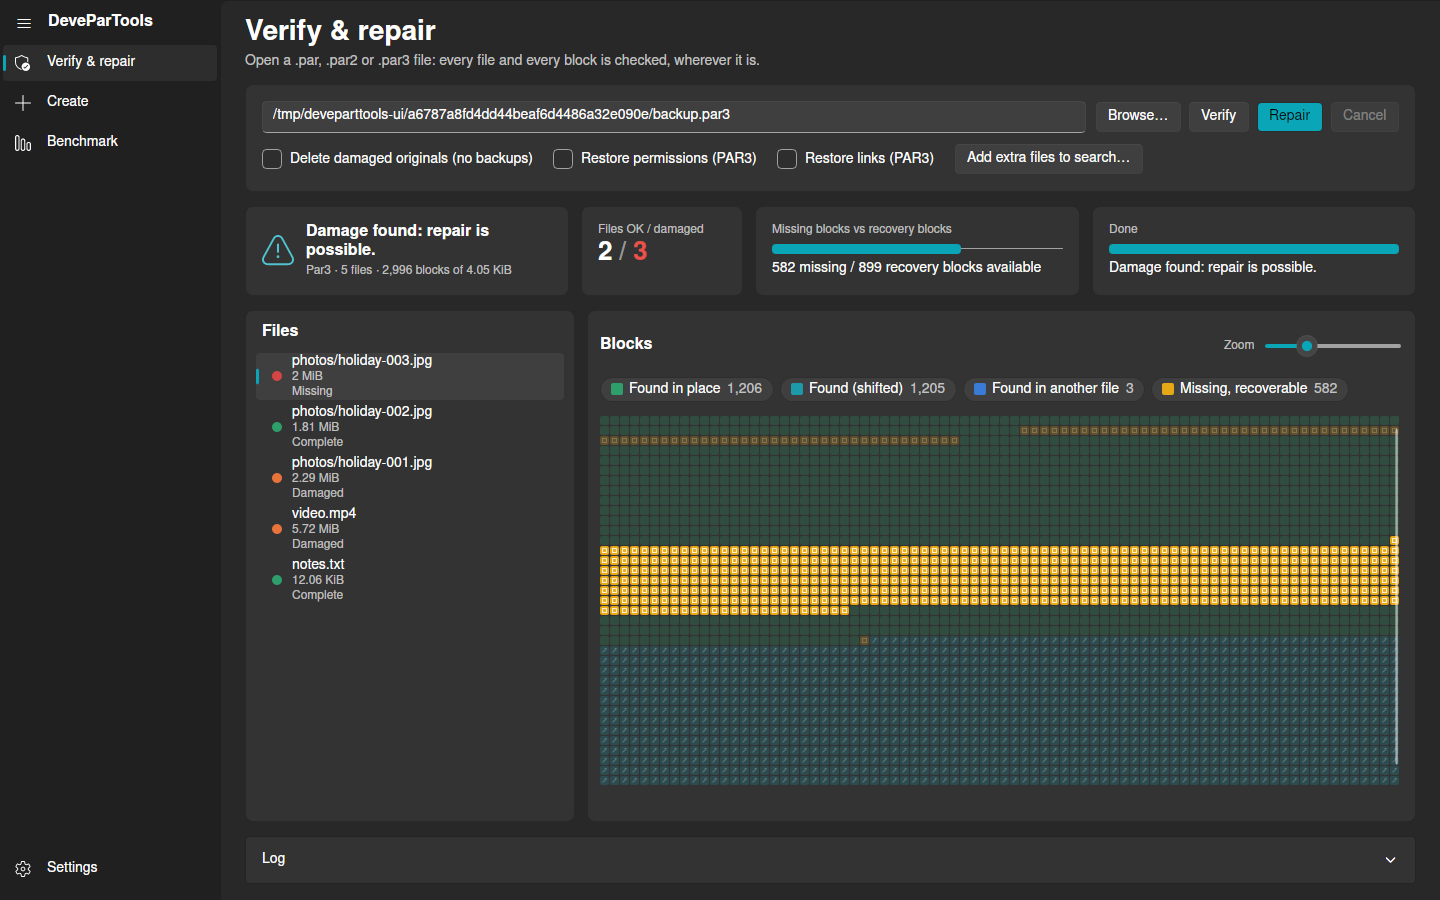 DeveParTools
Verify & repair
Create
Benchmark
Settings
Verify & repair
Open a .par, .par2 or .par3 file: every file and every block is checked, wherever it is.
/tmp/deveparttools-ui/a6787a8fd4dd44beaf6d4486a32e090e/backup.par3
Browse...
Verify
Repair
Cancel
Delete damaged originals (no backups)
Restore permissions (PAR3)
Restore links (PAR3)
Add extra files to search...
Damage found: repair is
possible.
Par3 · 5 files · 2,996 blocks of 4.05 KiB
Files OK / damaged
2 / 3
Missing blocks vs recovery blocks
582 missing / 899 recovery blocks available
Done
Damage found: repair is possible.
Files
photos/holiday-003.jpg
2 MiB
Missing
photos/holiday-002.jpg
1.81 MiB
Complete
photos/holiday-001.jpg
2.29 MiB
Damaged
video.mp4
5.72 MiB
Damaged
notes.txt
12.06 KiB
Complete
Blocks
Zoom
Found in place 1,206
Found (shifted) 1,205
Found in another file 3
Missing, recoverable 582
Log